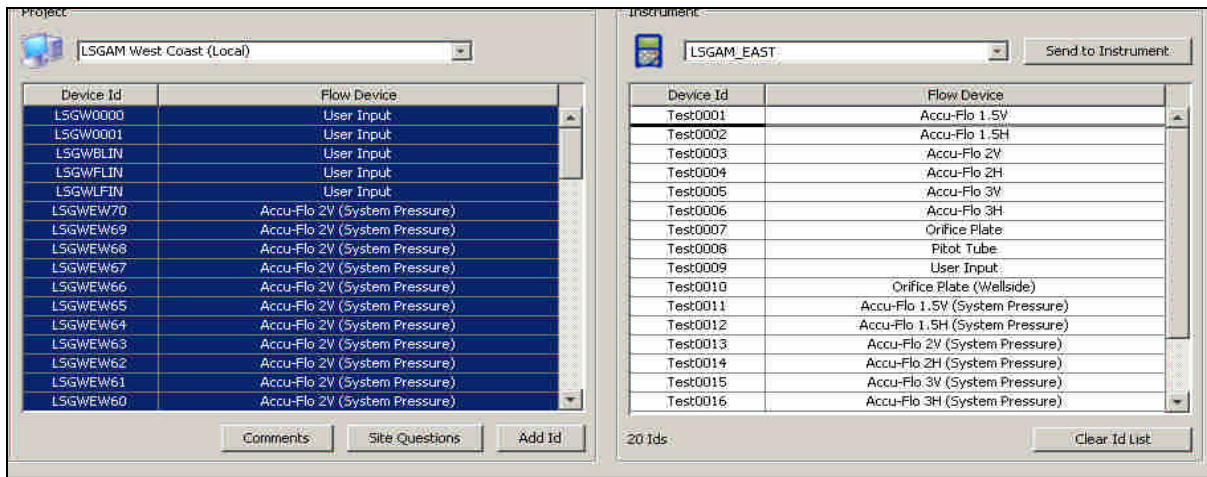 Project
LSGAM West Coast (Local)
Device Id Flow Device
LSGW0000 User Input
LSGW0001 User Input
LSGWBLIN User Input
LSGWFLIN User Input
LSGWLFIN User Input
LSGWEW70 Accu-Flo 2V (System Pressure)
LSGWEW69 Accu-Flo 2V (System Pressure)
LSGWEW68 Accu-Flo 2V (System Pressure)
LSGWEW67 Accu-Flo 2V (System Pressure)
LSGWEW66 Accu-Flo 2V (System Pressure)
LSGWEW65 Accu-Flo 2V (System Pressure)
LSGWEW64 Accu-Flo 2V (System Pressure)
LSGWEW63 Accu-Flo 2V (System Pressure)
LSGWEW62 Accu-Flo 2V (System Pressure)
LSGWEW61 Accu-Flo 2V (System Pressure)
LSGWEW60 Accu-Flo 2V (System Pressure)
Comments Site Questions Add Id
Instrument
LSGAM_EAST Send to Instrument
Device Id Flow Device
Test0001 Accu-Flo 1.5V
Test0002 Accu-Flo 1.5H
Test0003 Accu-Flo 2V
Test0004 Accu-Flo 2H
Test0005 Accu-Flo 3V
Test0006 Accu-Flo 3H
Test0007 Orifice Plate
Test0008 Pitot Tube
Test0009 User Input
Test0010 Orifice Plate (Wellside)
Test0011 Accu-Flo 1.5V (System Pressure)
Test0012 Accu-Flo 1.5H (System Pressure)
Test0013 Accu-Flo 2V (System Pressure)
Test0014 Accu-Flo 2H (System Pressure)
Test0015 Accu-Flo 3V (System Pressure)
Test0016 Accu-Flo 3H (System Pressure)
20 Ids Clear Id List